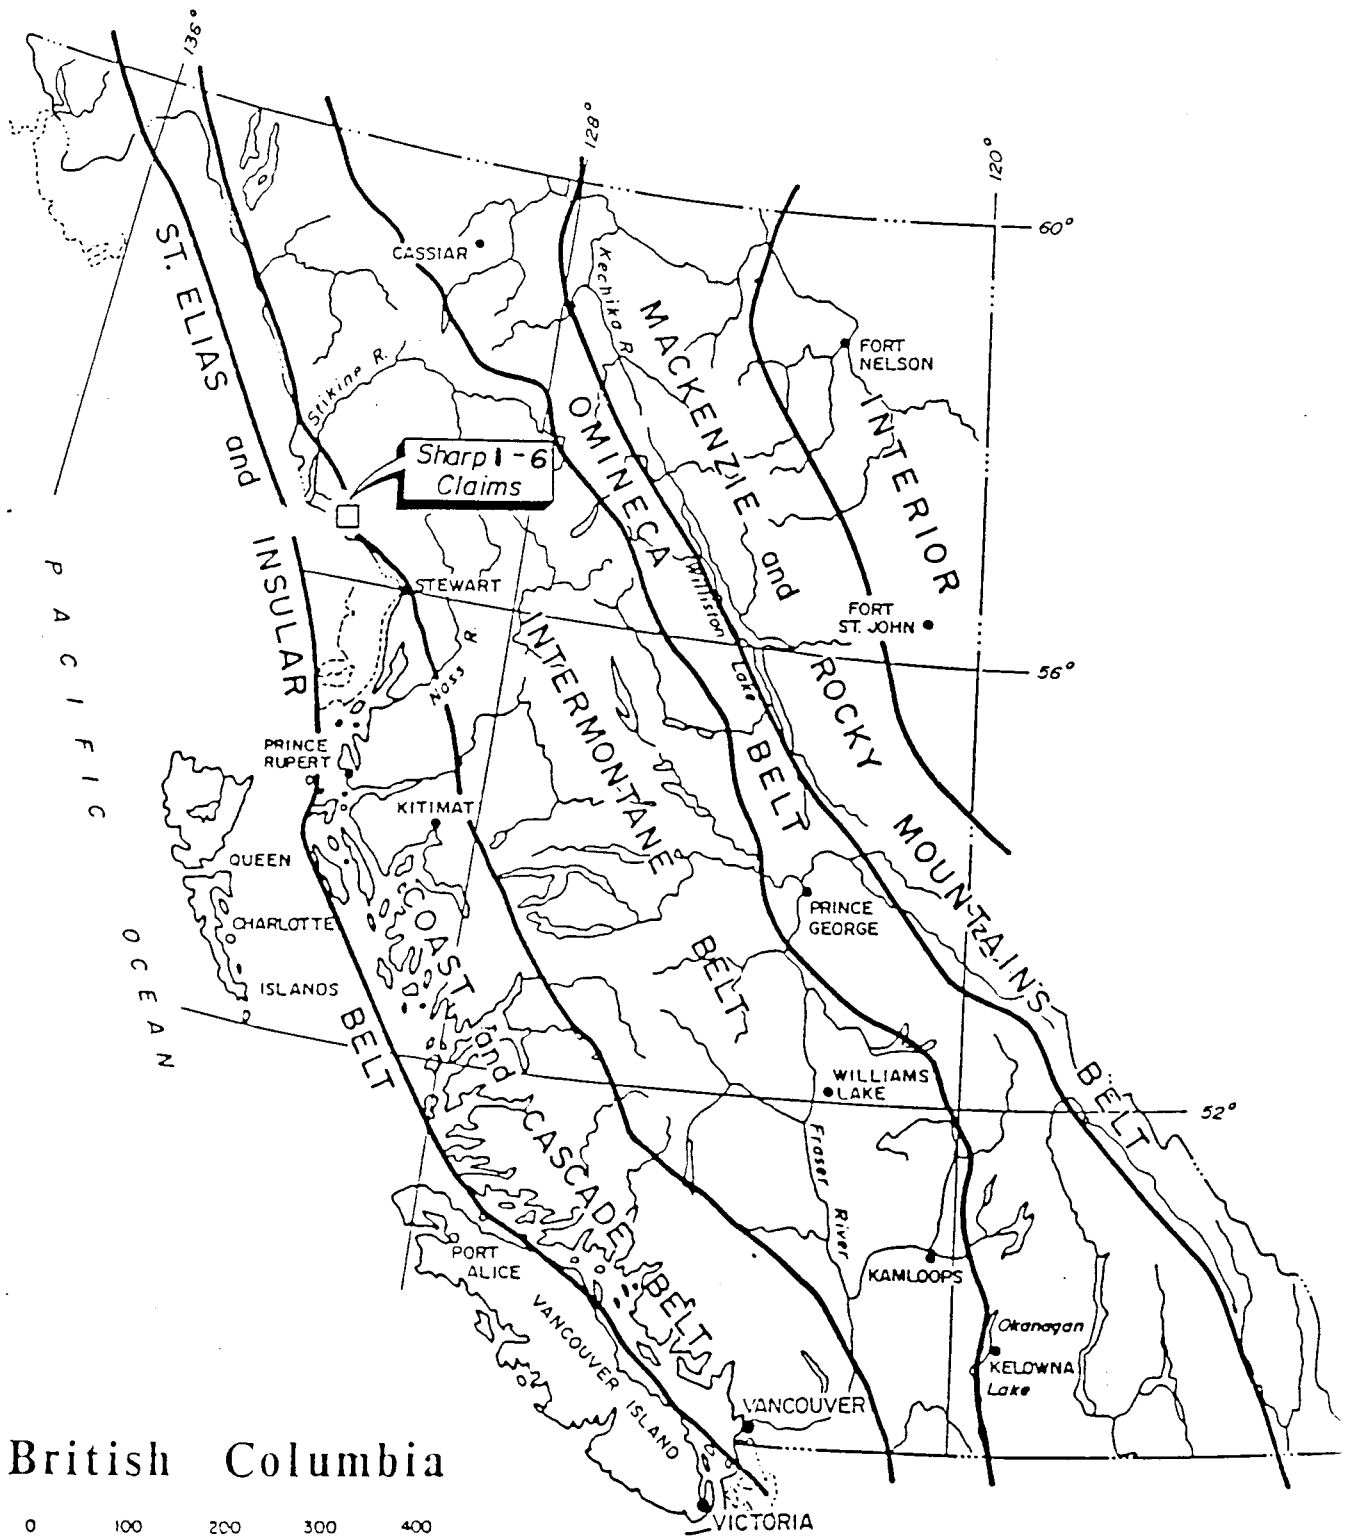 136°
128°
120°
60°
CASSIAR
Kechika R.
ST. ELIAS and INSULAR BELT
MACKENZIE and ROCKY MOUNTAINS BELT
FORT
NELSON
INTERIOR
Stikine R.
OMINECA BELT
Sharp 1-6
Claims
PACIFIC OCEAN
STEWART
Williston Lake
FORT
ST. JOHN
INTERMONTANE BELT
Nass R.
56°
PRINCE
RUPERT
KITIMAT
QUEEN
CHARLOTTE
ISLANDS
COAST and CASCADE BELT
PRINCE
GEORGE
WILLIAMS
LAKE
52°
Fraser River
PORT
ALICE
KAMLOOPS
VANCOUVER ISLAND
Okanagan
KELOWNA
Lake
VANCOUVER
British Columbia
VICTORIA
0 100 200 300 400